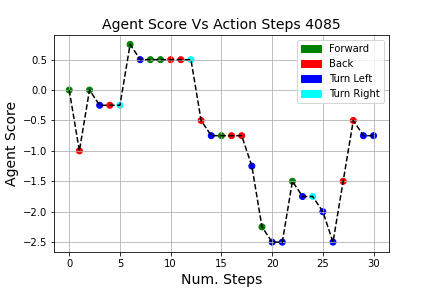 Agent Score Vs Action Steps 4085
Forward
Back
Turn Left
Turn Right
0.5
0.0
−0.5
−1.0
−1.5
−2.0
−2.5
Agent Score
0 5 10 15 20 25 30
Num. Steps